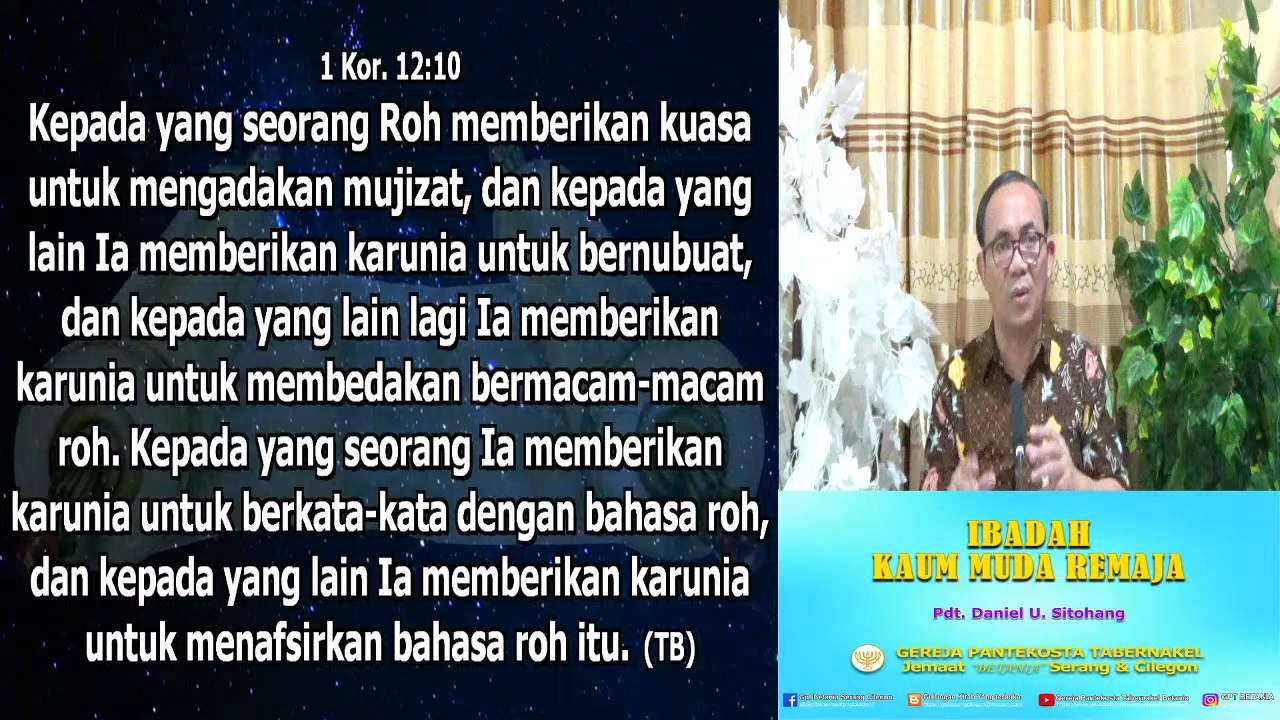 1 Kor. 12:10
Kepada yang seorang Roh memberikan kuasa
untuk mengadakan mujizat, dan kepada yang
lain Ia memberikan karunia untuk bernubuat,
dan kepada yang lain lagi Ia memberikan
karunia untuk membedakan bermacam-macam
roh. Kepada yang seorang Ia memberikan
karunia untuk berkata-kata dengan bahasa roh,
dan kepada yang lain Ia memberikan karunia
untuk menafsirkan bahasa roh itu. (TB)
IBADAH
KAUM MUDA REMAJA
Pdt. Daniel U. Sitohang
GEREJA PANTEKOSTA TABERNAKEL
Jemaat "BETANIA" Serang & Cilegon
Gereja Pantekosta Tabernakel Betania
GPT BETANIA